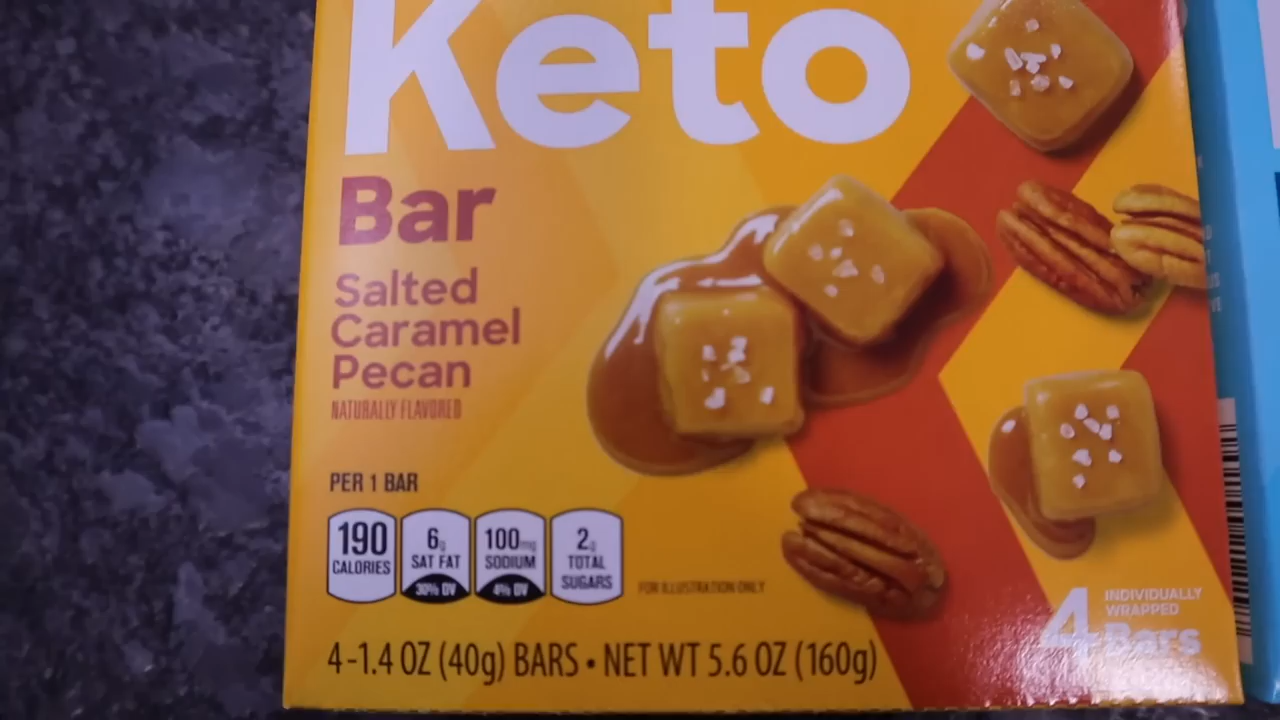 Keto
Bar
Salted
Caramel
Pecan
NATURALLY FLAVORED
PER 1 BAR
190
CALORIES
6g
SAT FAT
30% DV
100mg
SODIUM
4% DV
2g
TOTAL
SUGARS
FOR ILLUSTRATION ONLY
4
INDIVIDUALLY
WRAPPED
Bars
4-1.4 OZ (40g) BARS • NET WT 5.6 OZ (160g)